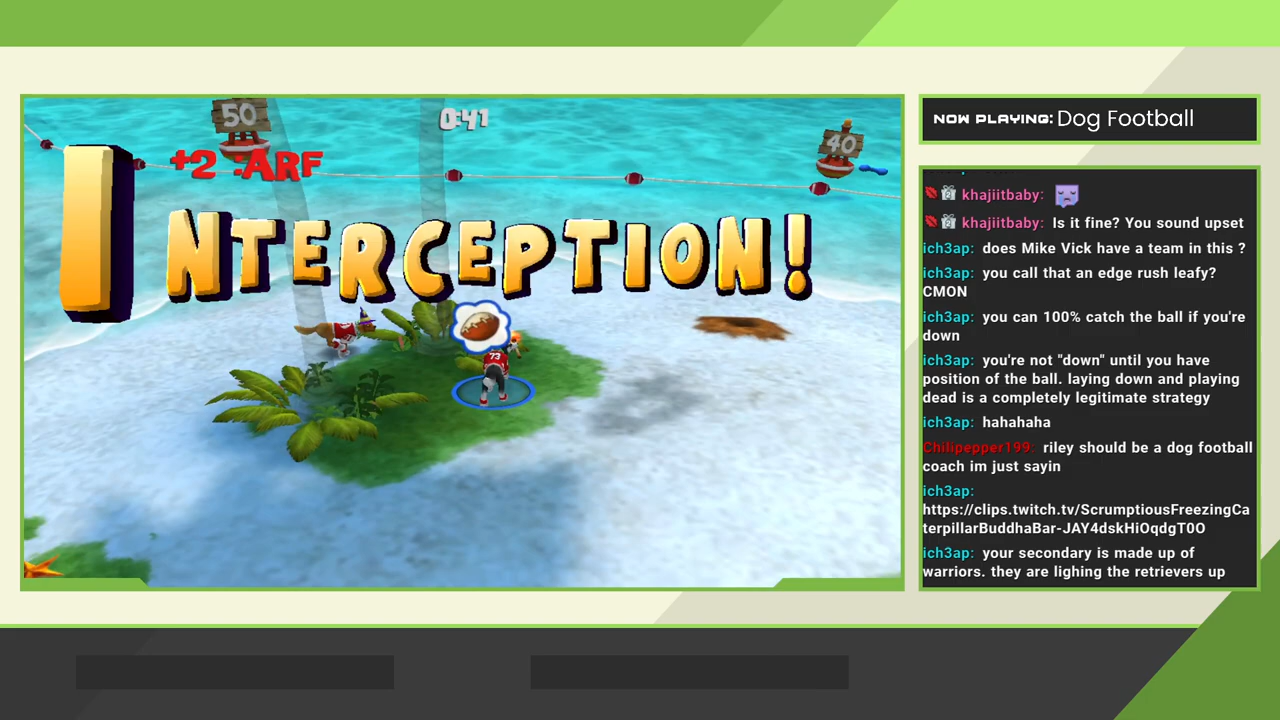 50
0:41
40
+2 :ARF
INTERCEPTION!
73
NOW PLAYING: Dog Football
khajiitbaby:
khajiitbaby: Is it fine? You sound upset
ich3ap: does Mike Vick have a team in this ?
ich3ap: you call that an edge rush leafy?
CMON
ich3ap: you can 100% catch the ball if you're
down
ich3ap: you're not "down" until you have
position of the ball. laying down and playing
dead is a completely legitimate strategy
ich3ap: hahahaha
Chilipepper199: riley should be a dog football
coach im just sayin
ich3ap:
https://clips.twitch.tv/ScrumptiousFreezingCa
terpillarBuddhaBar-JAY4dskHiOqdgT0O
ich3ap: your secondary is made up of
warriors. they are lighing the retrievers up